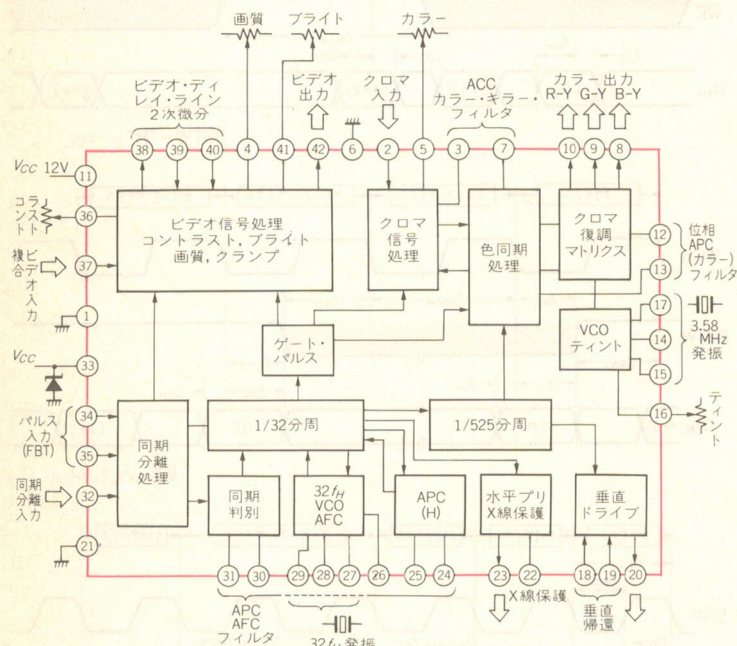 画質
ブライト
カラー
ビデオ・ディ
レイ・ライン
2次微分
ビデオ
出力
クロマ
入力
ACC
カラー・キラー・
フィルタ
カラー出力
R-Y G-Y B-Y
38
39
40
4
41
42
6
2
5
3
7
10
9
8
VCC 12V
11
コントラスト
36
複合ビデオ入力
37
1
VCC
33
パルス
入力
(FBT)
34
35
同期
分離
入力
32
21
ビデオ信号処理
コントラスト,ブライト
画質,クランプ
クロマ
信号
処理
色同期
処理
クロマ
復調
マトリクス
12
13
位相
APC
(カラー)
フィルタ
VCO
ティント
17
14
15
3.58
MHz
発振
16
ティント
ゲート・
パルス
1/32分周
1/525分周
同期
分離
処理
同期
判別
32fH
VCO
AFC
APC
(H)
水平プリ
X線保護
垂直
ドライブ
31
30
29
28
27
26
25
24
23
22
18
19
20
APC
AFC
フィルタ
32fH発振
X線保護
垂直
帰還